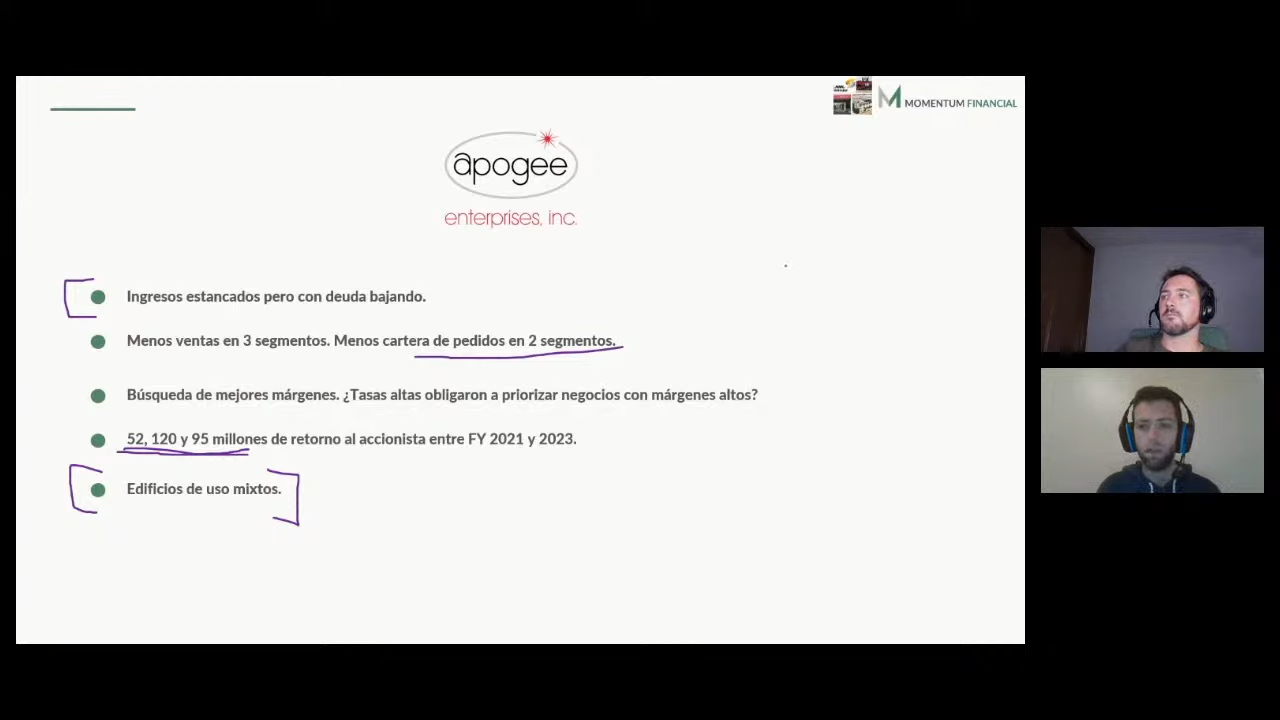 MOMENTUM FINANCIAL
apogee
enterprises, inc.
Ingresos estancados pero con deuda bajando.
Menos ventas en 3 segmentos. Menos cartera de pedidos en 2 segmentos.
Búsqueda de mejores márgenes. ¿Tasas altas obligaron a priorizar negocios con márgenes altos?
52, 120 y 95 millones de retorno al accionista entre FY 2021 y 2023.
Edificios de uso mixtos.